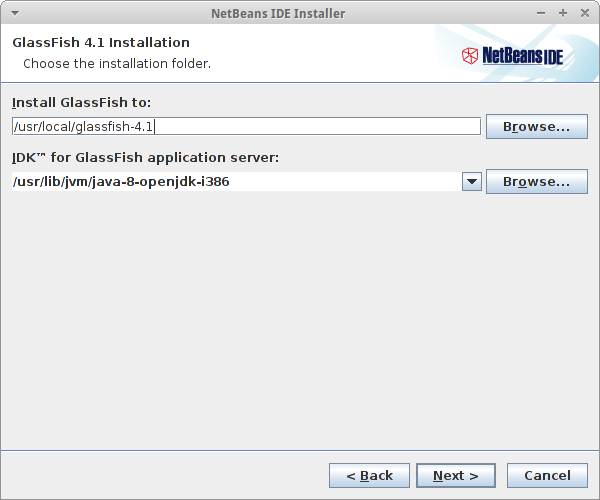 NetBeans IDE Installer
GlassFish 4.1 Installation
Choose the installation folder.
NetBeans IDE
Install GlassFish to:
/usr/local/glassfish-4.1
Browse...
JDK™ for GlassFish application server:
/usr/lib/jvm/java-8-openjdk-i386
Browse...
< Back
Next >
Cancel